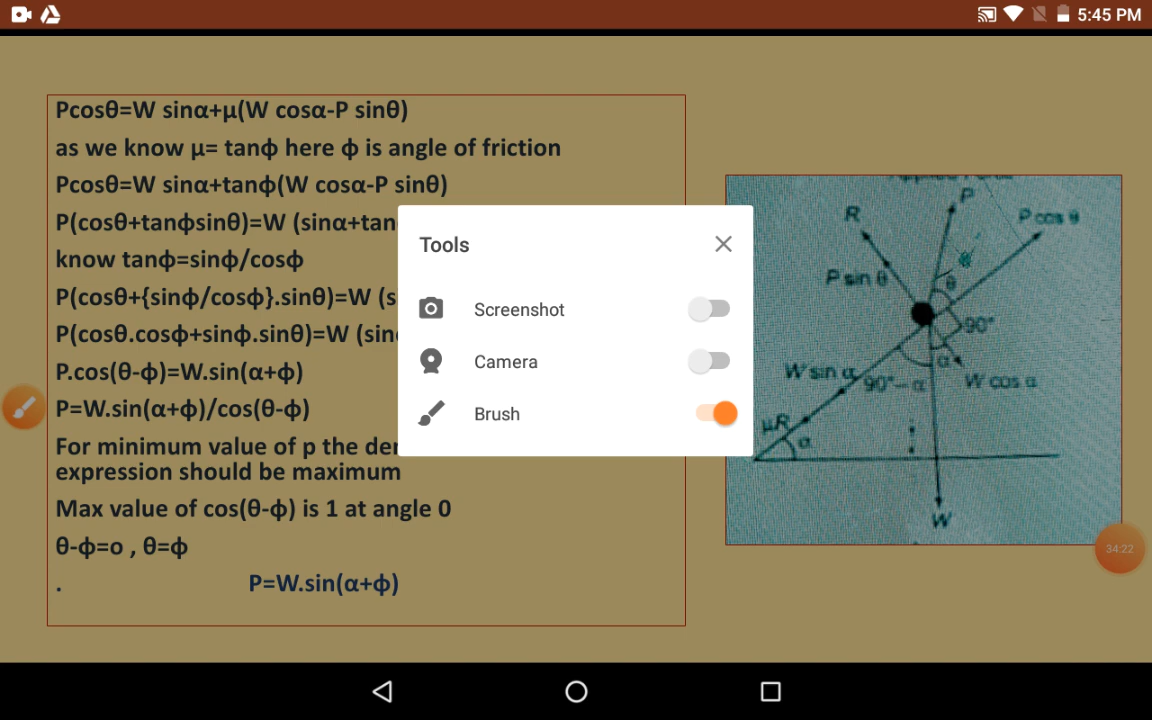 5:45 PM
Pcosθ=W sinα+μ(W cosα-P sinθ)
as we know μ= tanϕ here ϕ is angle of friction
Pcosθ=W sinα+tanϕ(W cosα-P sinθ)
P(cosθ+tanϕsinθ)=W (sinα+tan
know tanϕ=sinϕ/cosϕ
P(cosθ+{sinϕ/cosϕ}.sinθ)=W (s
P(cosθ.cosϕ+sinϕ.sinθ)=W (sin
P.cos(θ-ϕ)=W.sin(α+ϕ)
P=W.sin(α+ϕ)/cos(θ-ϕ)
For minimum value of p the der
expression should be maximum
Max value of cos(θ-ϕ) is 1 at angle 0
θ-ϕ=o , θ=ϕ
. P=W.sin(α+ϕ)
Tools
Screenshot
Camera
Brush
P
R
P cos θ
P sin θ
θ
90°
α
W sin α
90°-α
W cos α
μR
α
W
34:22